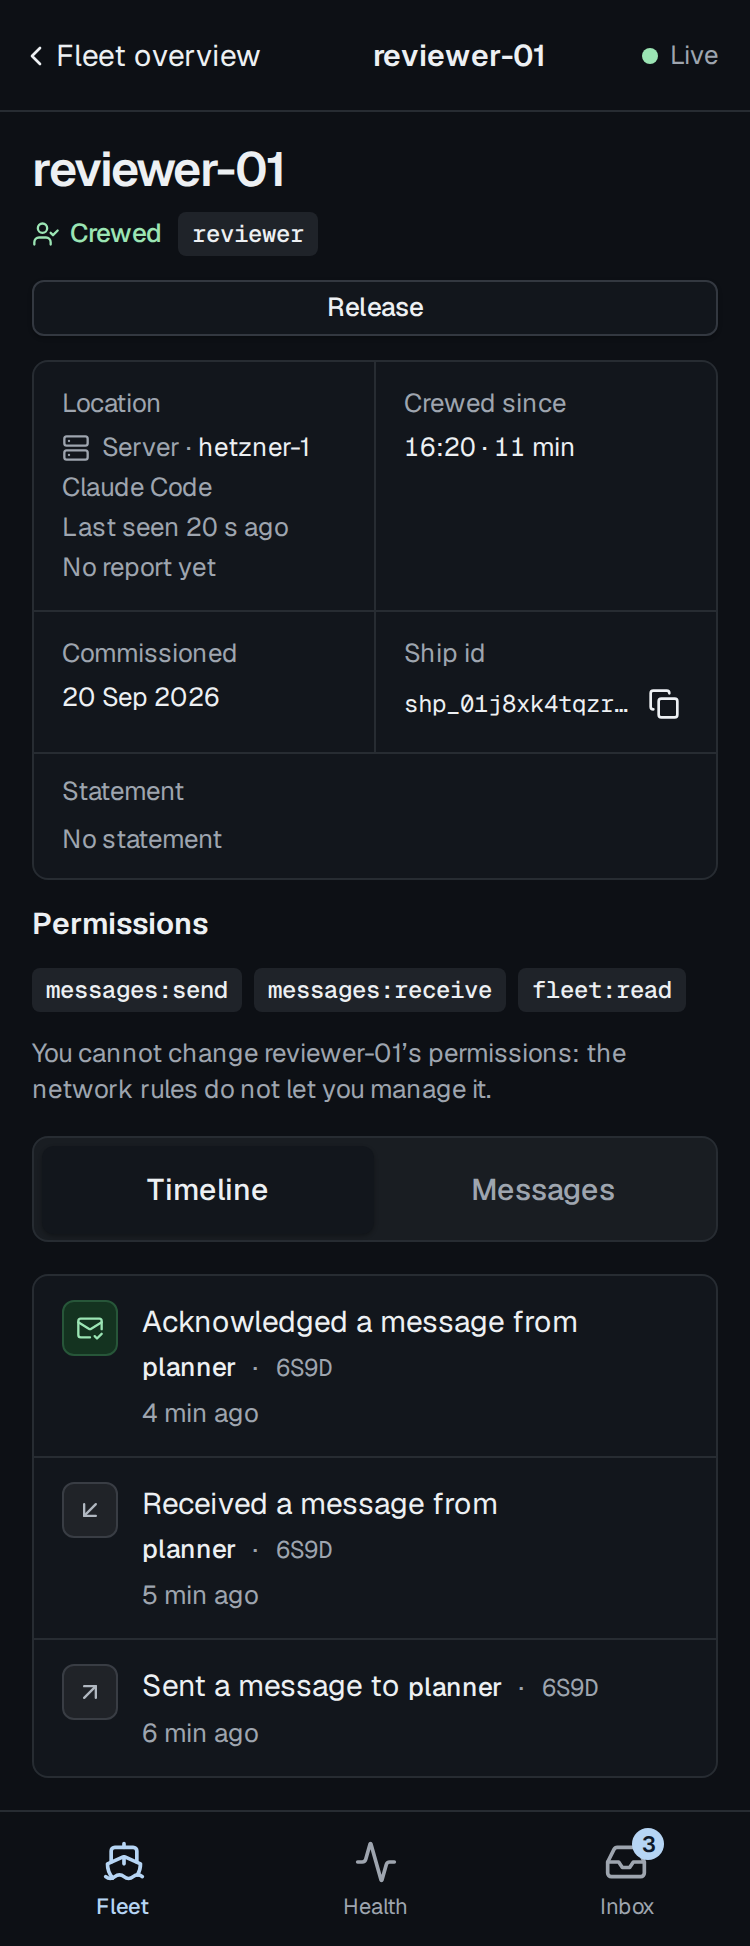 Fleet overview
reviewer-01
Live
reviewer-01
Crewed
reviewer
Release
Location
Server · hetzner-1
Claude Code
Last seen 20 s ago
No report yet
Crewed since
16:20 · 11 min
Commissioned
20 Sep 2026
Ship id
shp_01j8xk4tqzr…
Statement
No statement
Permissions
messages:send
messages:receive
fleet:read
You cannot change reviewer-01’s permissions: the
network rules do not let you manage it.
Timeline
Messages
Acknowledged a message from
planner · 6S9D
4 min ago
Received a message from
planner · 6S9D
5 min ago
Sent a message to planner · 6S9D
6 min ago
Fleet
Health
3
Inbox